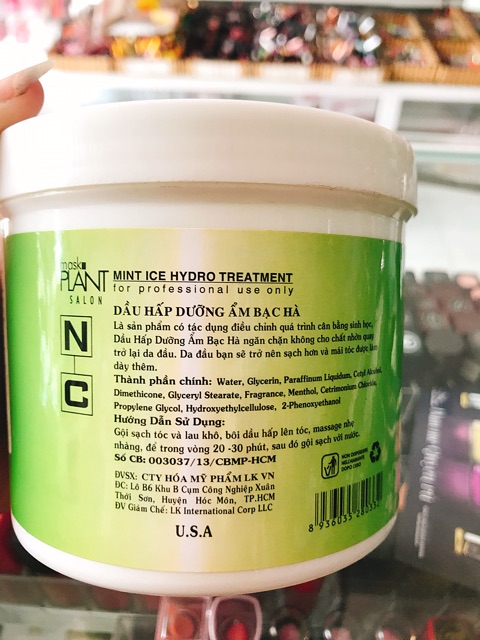 mask
PLANT
SALON
N
C
MINT ICE HYDRO TREATMENT
for professional use only
DẦU HẤP DƯỠNG ẨM BẠC HÀ
Là sản phẩm có tác dụng điều chỉnh quá trình cân bằng sinh học,
Dầu Hấp Dưỡng Ẩm Bạc Hà ngăn chặn không cho chất nhờn quay
trở lại da đầu. Da đầu bạn sẽ trở nên sạch hơn và mái tóc được làm
dày thêm.
Thành phần chính: Water, Glycerin, Paraffinum Liquidum, Cetyl Alcohol,
Dimethicone, Glyceryl Stearate, Fragrance, Menthol, Cetrimonium Chloride,
Propylene Glycol, Hydroxyethylcellulose, 2-Phenoxyethanol
Hướng Dẫn Sử Dụng:
Gội sạch tóc và lau khô, bôi dầu hấp lên tóc, massage nhẹ
nhàng, để trong vòng 20 -30 phút, sau đó gội sạch với nước.
Số CB: 003037/13/CBMP-HCM
ĐVSX: CTY HÓA MỸ PHẨM LK VN
ĐC: Lô B6 Khu B Cụm Công Nghiệp Xuân
Thới Sơn, Huyện Hóc Môn, TP.HCM
ĐV Giám Chế: LK International Corp LLC
U.S.A
NON DISPERDERE
NELL'AMBIENTE
DOPO L'USO